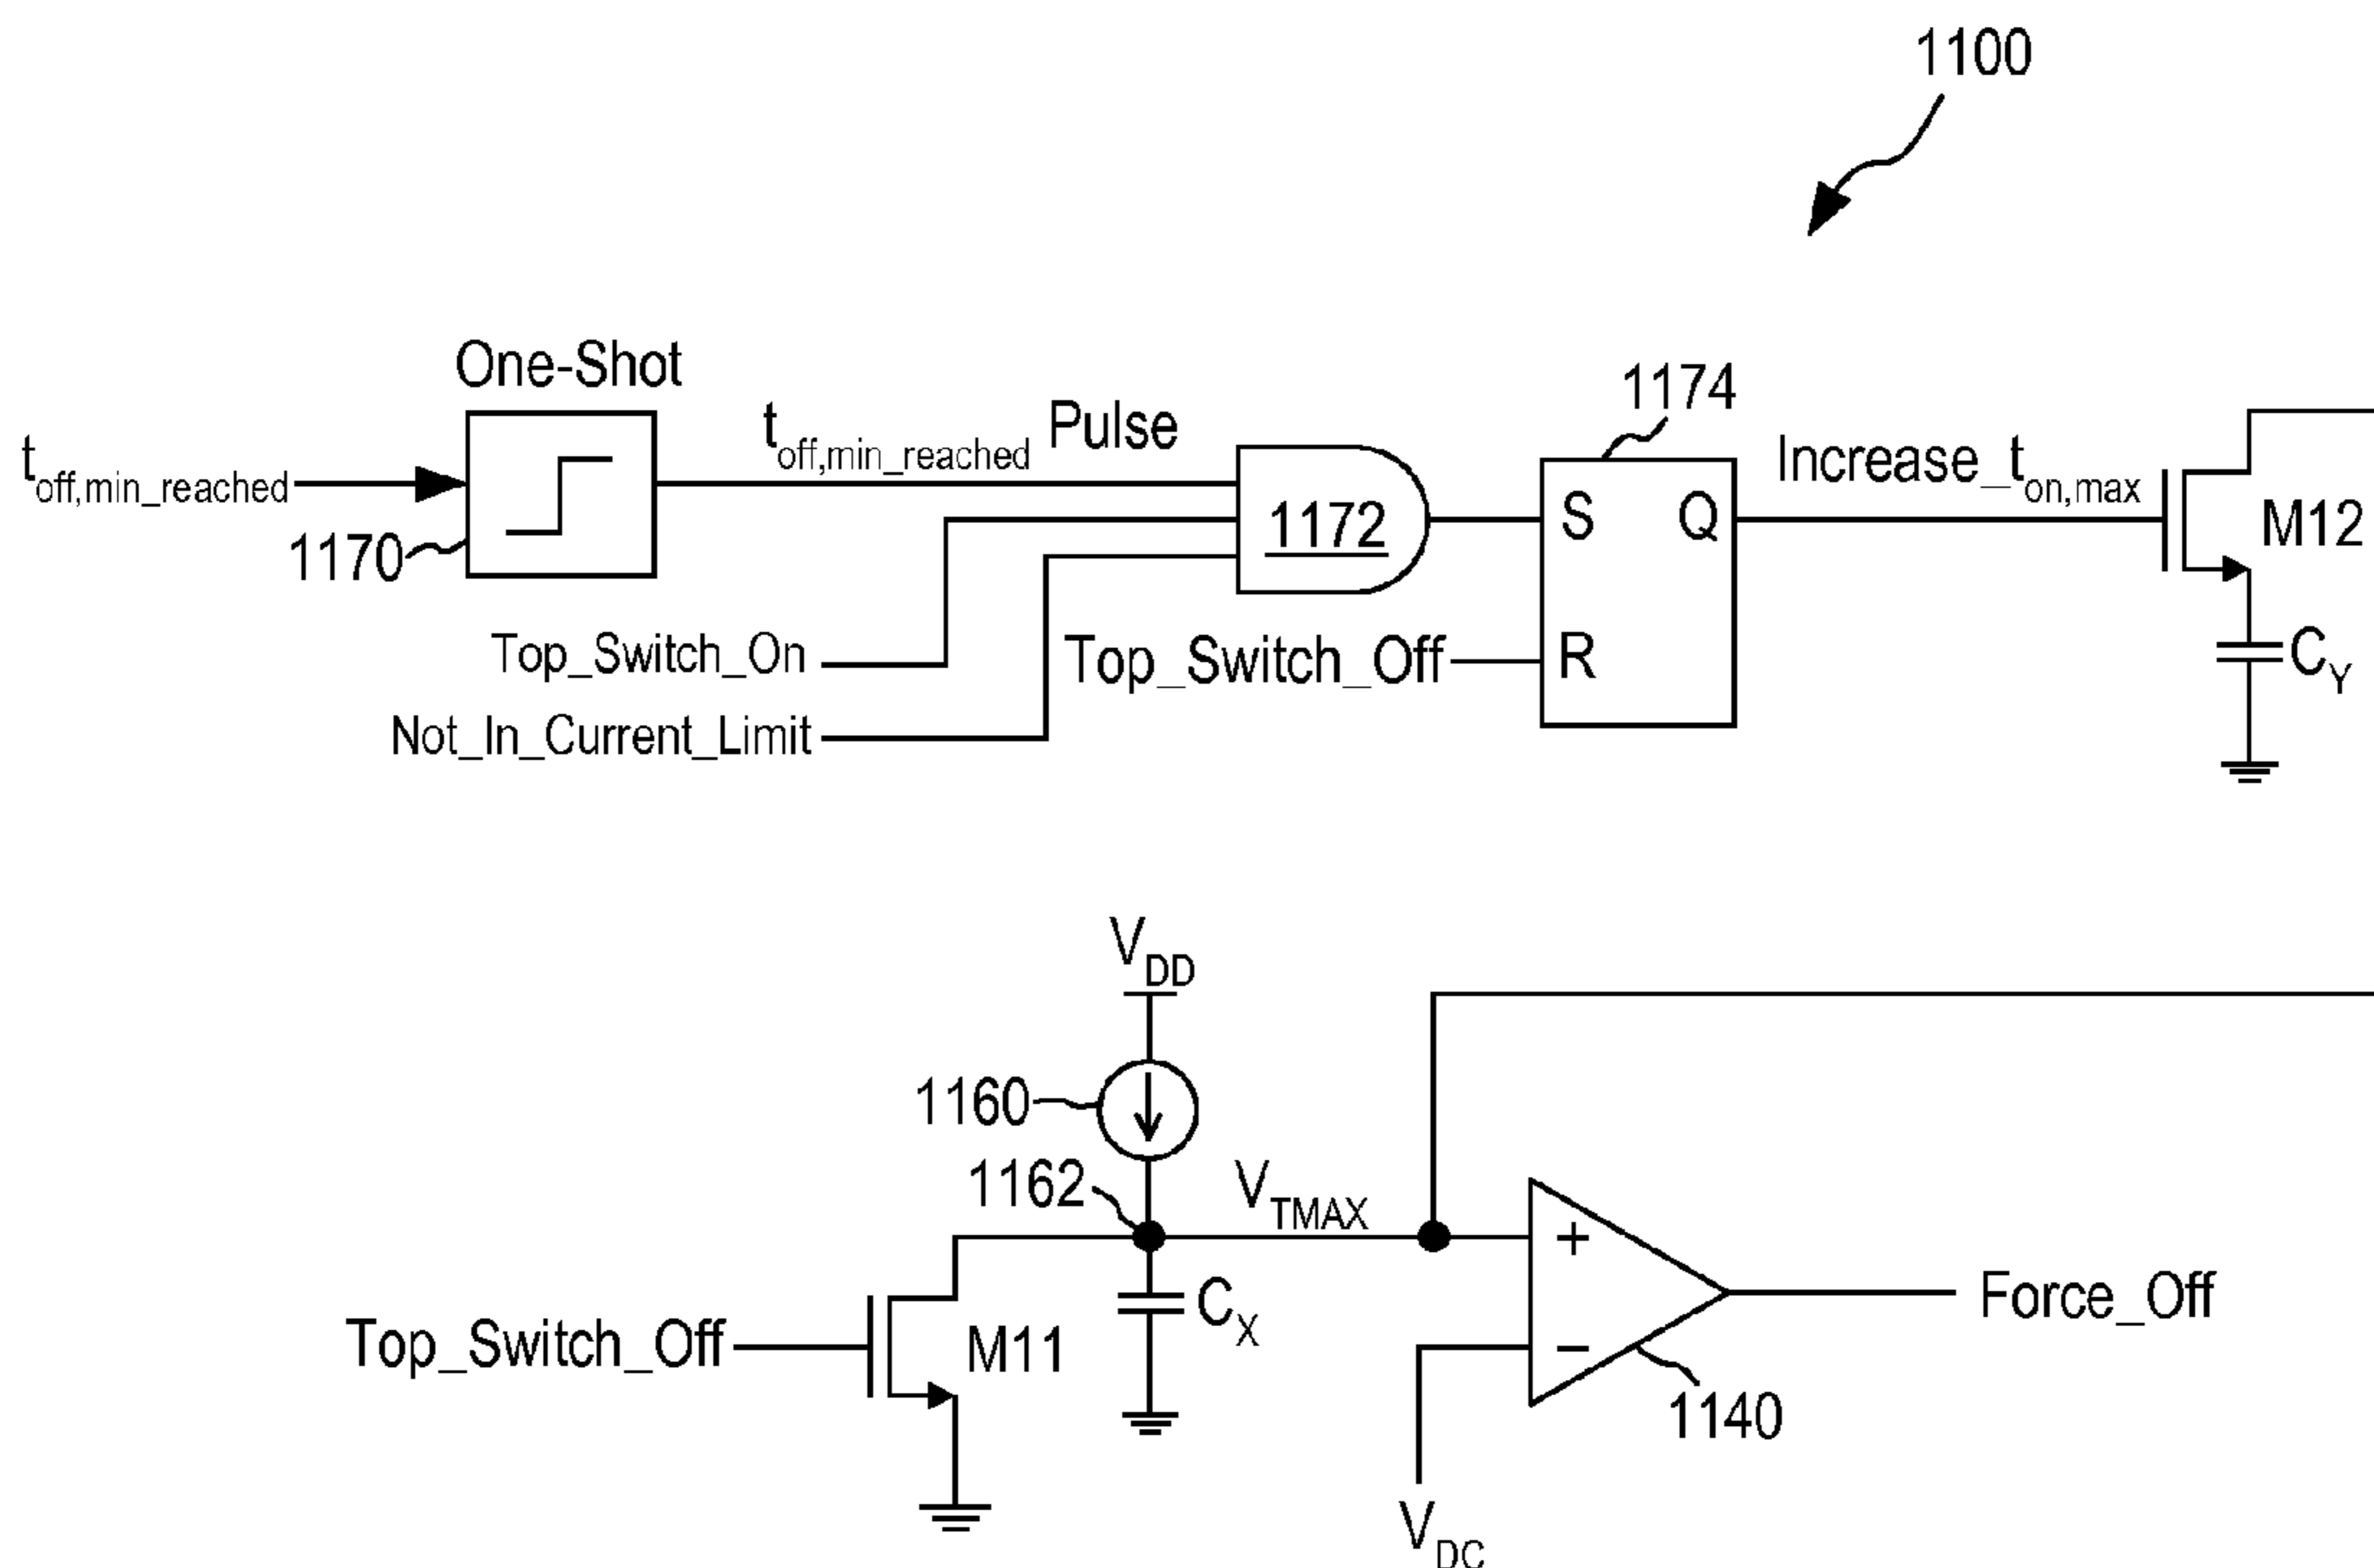 1100
One-Shot
t_off,min_reached
1170
t_off,min_reached Pulse
Top_Switch_On
Not_In_Current_Limit
1172
Top_Switch_Off
1174
S Q
R
Increase_t_on,max
M12
C_Y
V_DD
1160
1162
V_TMAX
Top_Switch_Off
M11
C_X
+
−
1140
Force_Off
V_DC